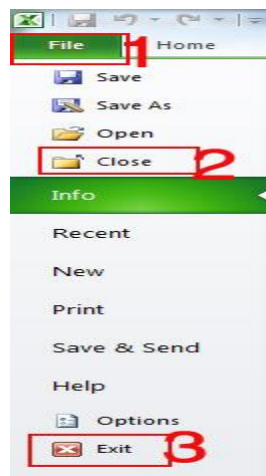 File 1 Home
Save
Save As
Open
Close 2
Info
Recent
New
Print
Save & Send
Help
Options
Exit 3